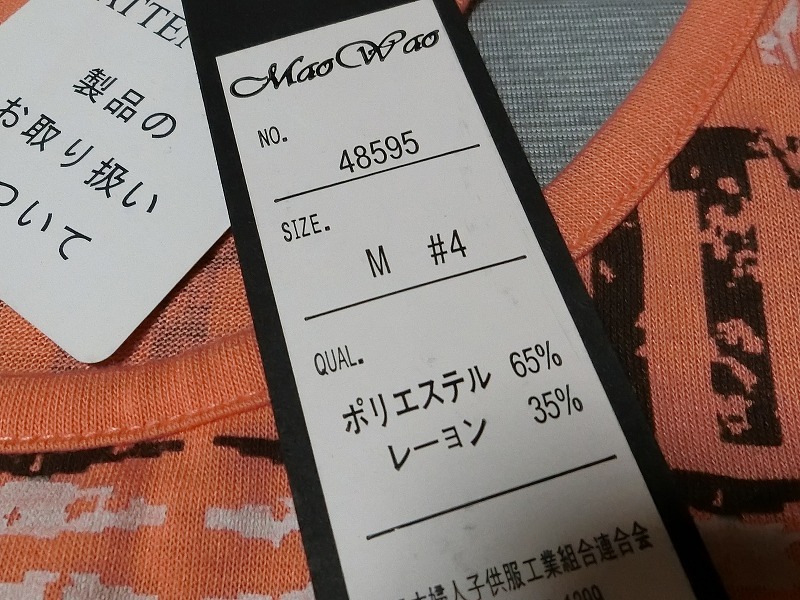 製品の
お取り扱い
ついて
Mao Wao
NO.
48595
SIZE.
M #4
QUAL.
ポリエステル 65%
レーヨン 35%
婦人子供服工業組合連合会